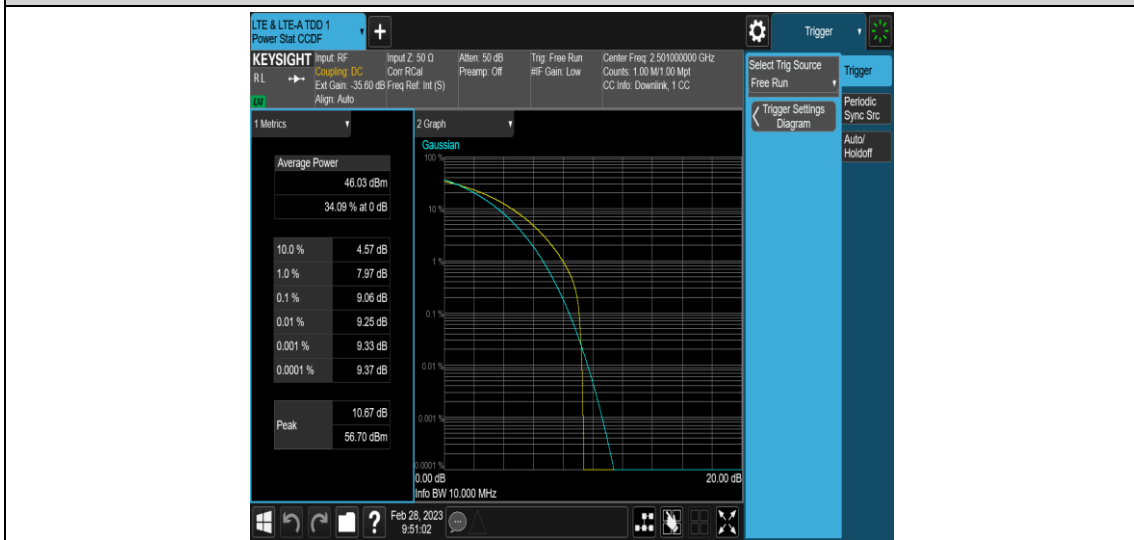 LTE & LTE-A TDD 1
Power Stat CCDF
+
Trigger
KEYSIGHT
RL
LXI
Input: RF
Coupling: DC
Ext Gain: -35.60 dB
Align: Auto
Input Z: 50 Ω
Corr RCal
Freq Ref: Int (S)
Atten: 50 dB
Preamp: Off
Trig: Free Run
#IF Gain: Low
Center Freq: 2.501000000 GHz
Counts: 1.00 M/1.00 Mpt
CC Info: Downlink, 1 CC
Select Trig Source
Free Run
Trigger Settings
Diagram
Trigger
Periodic
Sync Src
Auto/
Holdoff
1 Metrics
Average Power
46.03 dBm
34.09 % at 0 dB
10.0 % 4.57 dB
1.0 % 7.97 dB
0.1 % 9.06 dB
0.01 % 9.25 dB
0.001 % 9.33 dB
0.0001 % 9.37 dB
Peak
10.67 dB
56.70 dBm
2 Graph
Gaussian
100 %
10 %
1 %
0.1 %
0.01 %
0.001 %
0.0001 %
0.00 dB 20.00 dB
Info BW 10.000 MHz
?
Feb 28, 2023
9:51:02